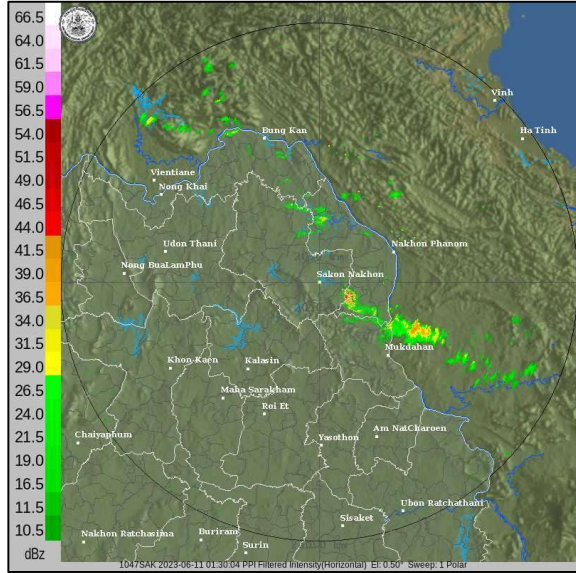 66.5
64.0
61.5
59.0
56.5
54.0
51.5
49.0
46.5
44.0
41.5
39.0
36.5
34.0
31.5
29.0
26.5
24.0
21.5
19.0
16.5
11.5
10.5
dBz
Vinh
Ha Tinh
Bung Kan
Vientiane
Nong Khai
Udon Thani
Nakhon Phanom
Nong BuaLamPhu
Sakon Nakhon
Mukdahan
Khon Kaen
Kalasin
Maha Sarakham
Roi Et
Am NatCharoen
Chaiyaphum
Yasothon
Ubon Ratchathani
Sisaket
Nakhon Ratchasima
Buriram
Surin
1047SAK 2023-06-11 01:30:04 PPI Filtered Intensity(Horizontal) El: 0.50° Sweep: 1 Polar